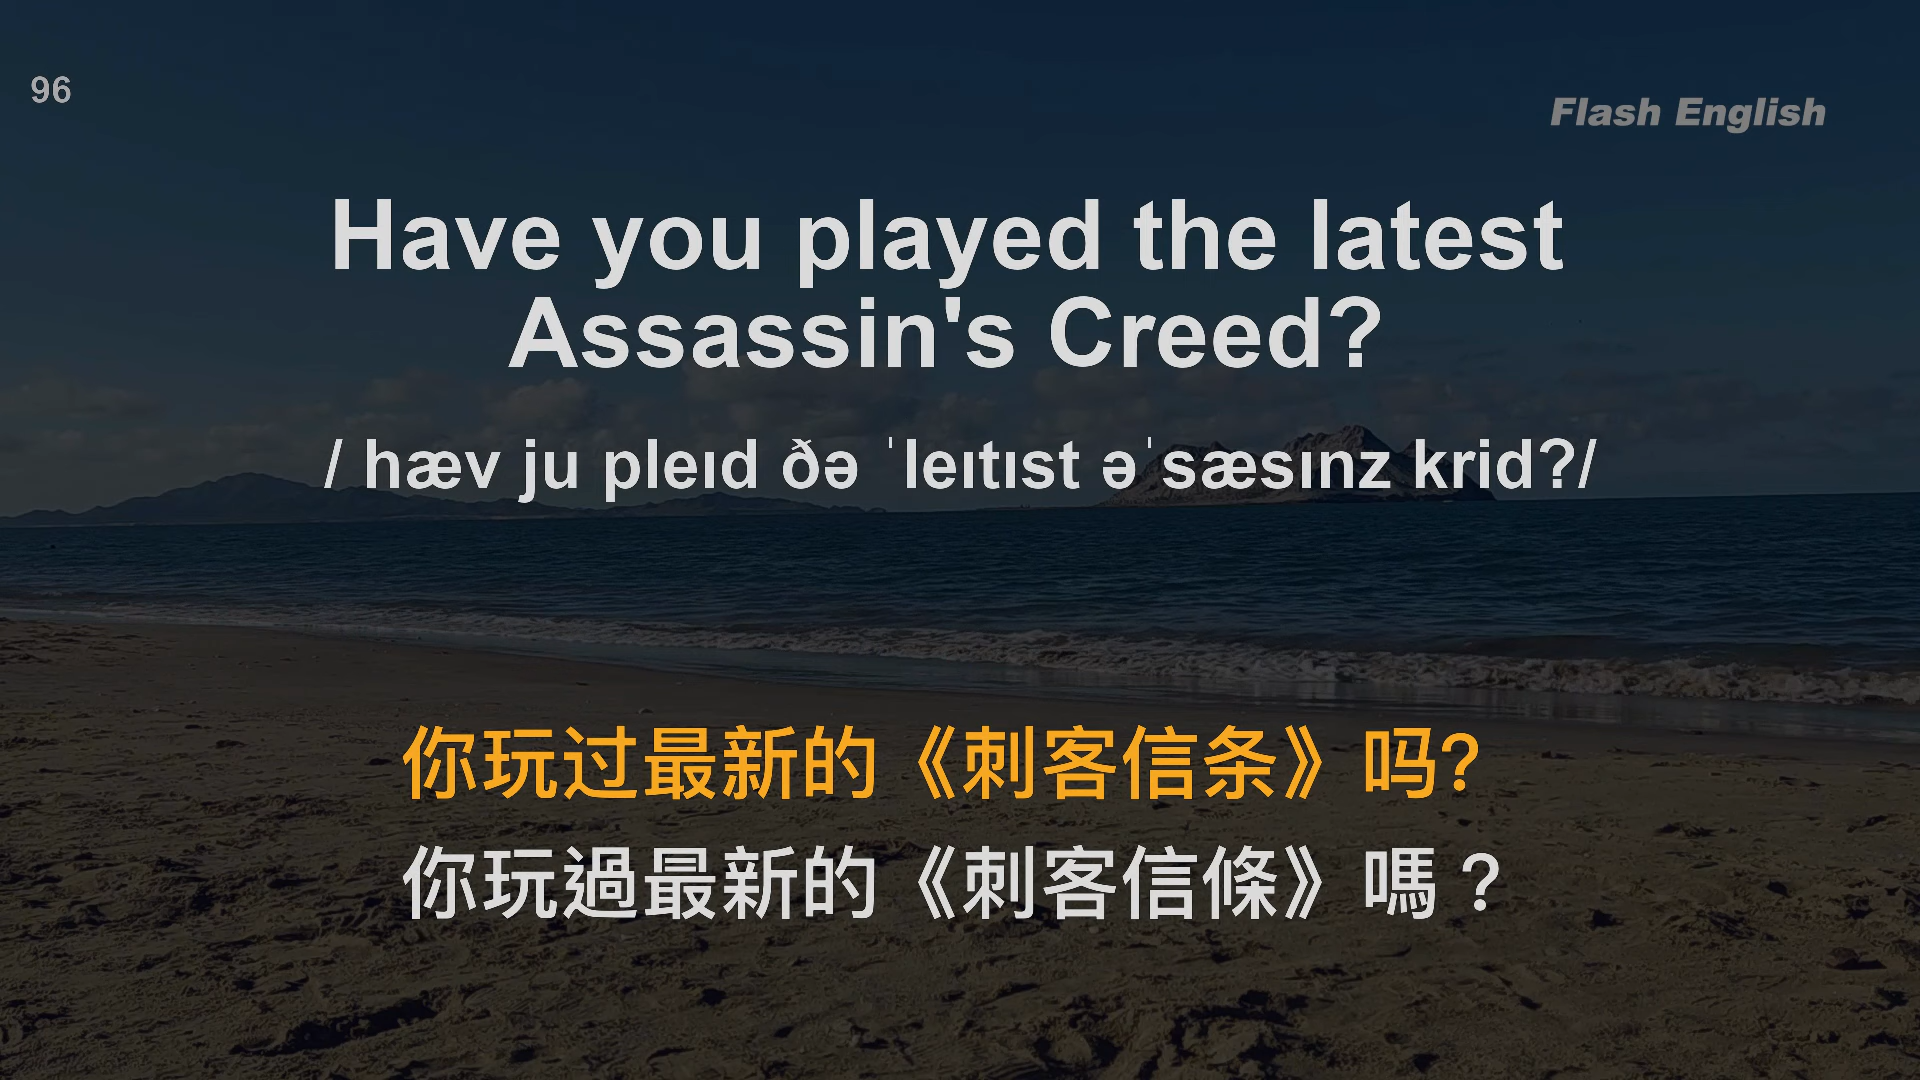 96
Flash English
Have you played the latest
Assassin's Creed?
/ hæv ju pleɪd ðə ˈleɪtɪst əˈsæsɪnz krid?/
你玩过最新的《刺客信条》吗?
你玩過最新的《刺客信條》嗎？